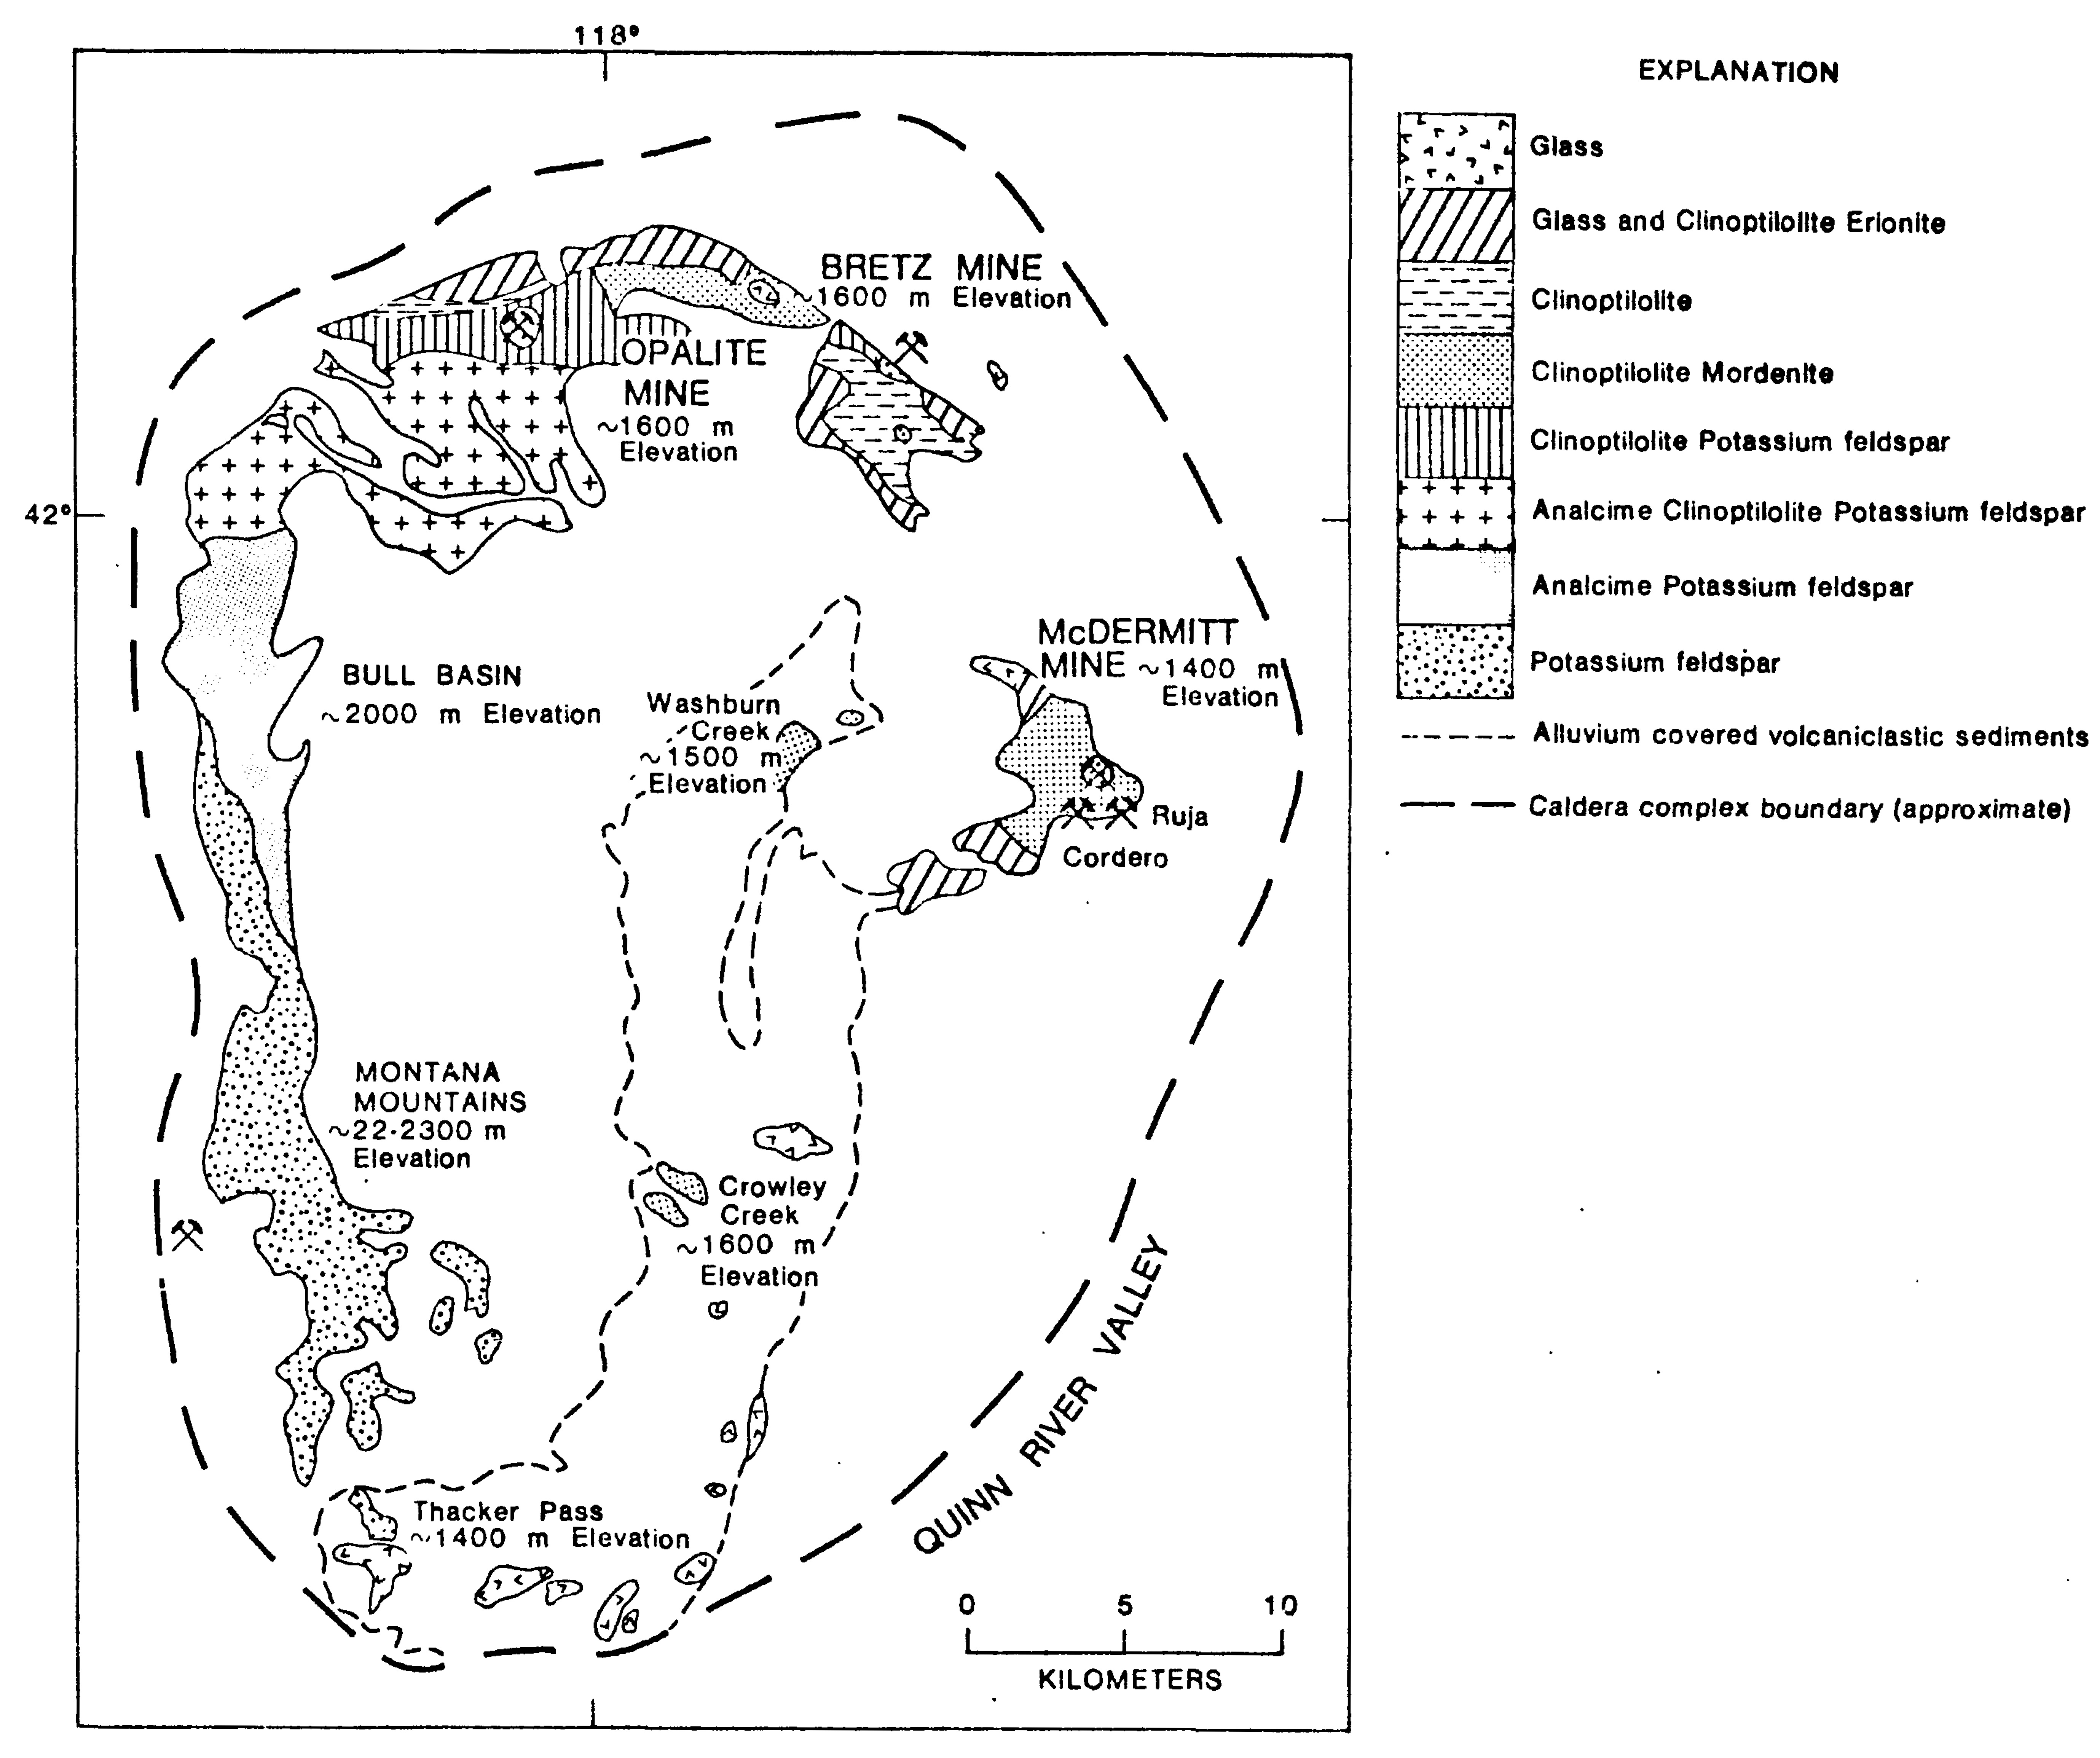 118°
42°
BRETZ MINE
~1600 m Elevation
OPALITE
MINE
~1600 m
Elevation
BULL BASIN
~2000 m Elevation
Washburn
Creek
~1500 m
Elevation
McDERMITT
MINE ~1400 m
Elevation
Ruja
Cordero
MONTANA
MOUNTAINS
~22-2300 m
Elevation
Crowley
Creek
~1600 m
Elevation
Thacker Pass
~1400 m Elevation
QUINN RIVER VALLEY
0 5 10
KILOMETERS
EXPLANATION
Glass
Glass and Clinoptilollte Erionite
Clinoptilolite
Clinoptilolite Mordenite
Clinoptilolite Potassium feldspar
Analcime Clinoptilolite Potassium feldspar
Analcime Potassium feldspar
Potassium feldspar
Alluvium covered volcaniclastic sediments
Caldera complex boundary (approximate)